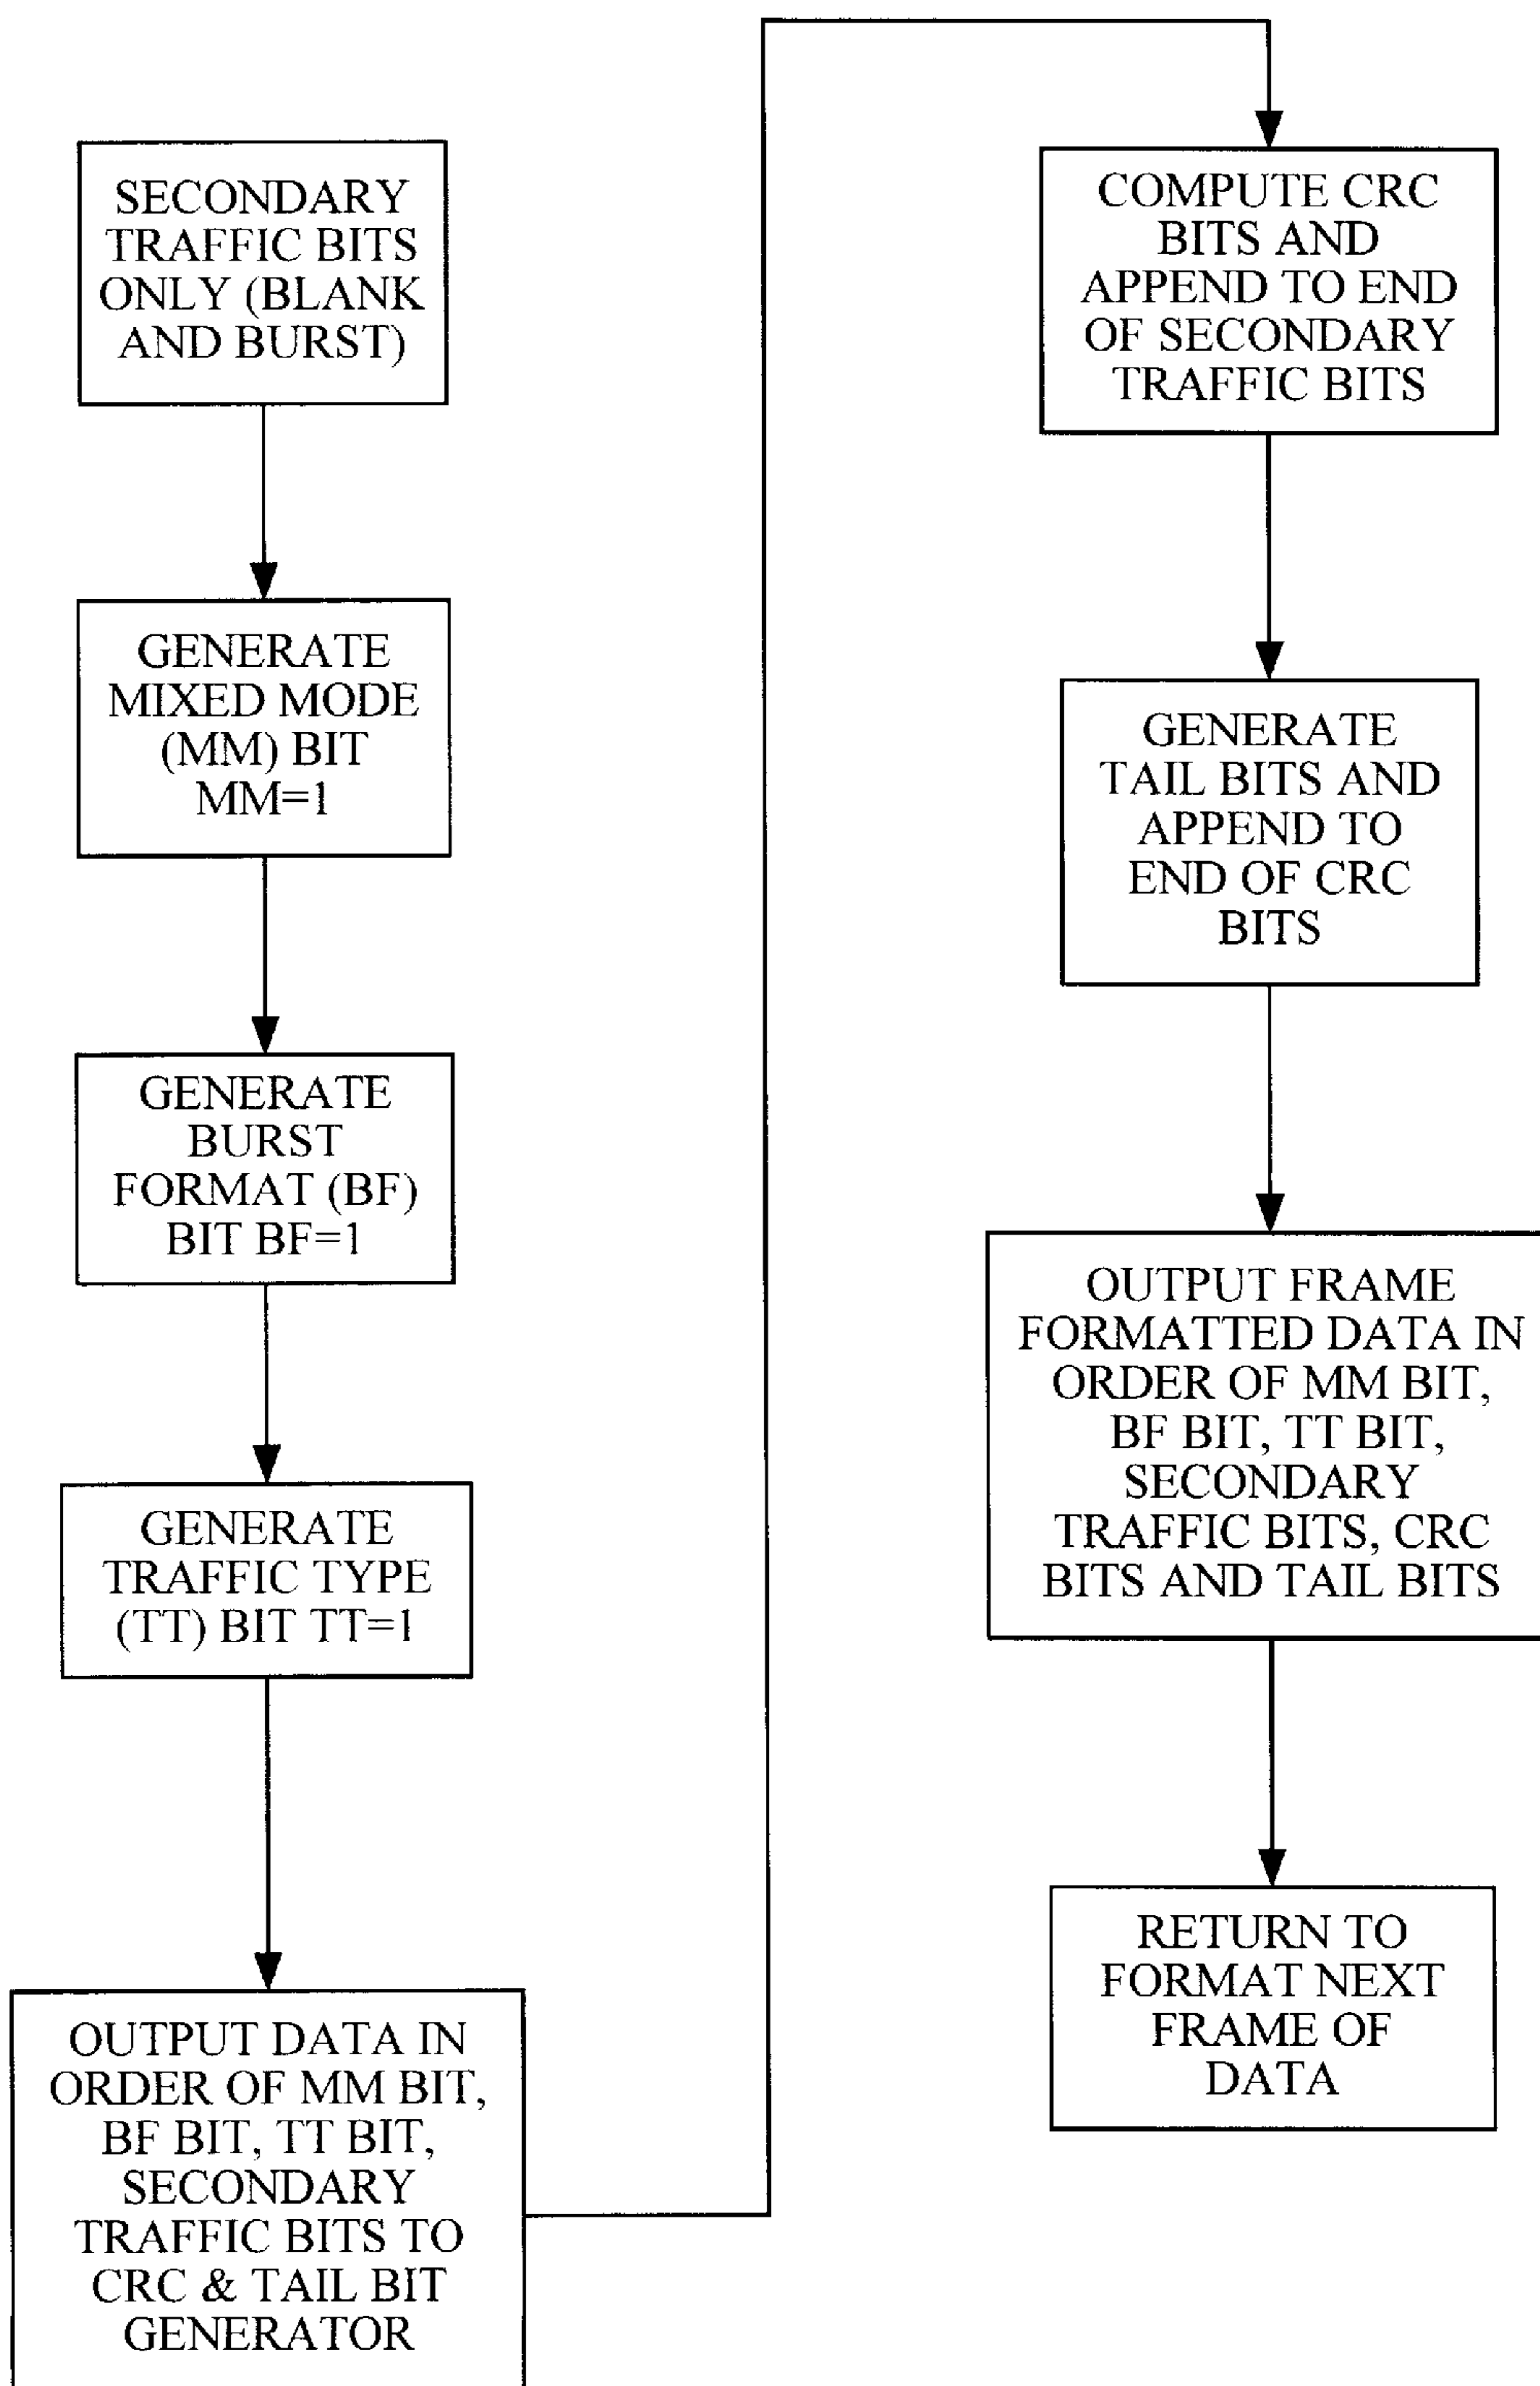 SECONDARY
TRAFFIC BITS
ONLY (BLANK
AND BURST)
GENERATE
MIXED MODE
(MM) BIT
MM=1
GENERATE
BURST
FORMAT (BF)
BIT BF=1
GENERATE
TRAFFIC TYPE
(TT) BIT TT=1
OUTPUT DATA IN
ORDER OF MM BIT,
BF BIT, TT BIT,
SECONDARY
TRAFFIC BITS TO
CRC & TAIL BIT
GENERATOR
COMPUTE CRC
BITS AND
APPEND TO END
OF SECONDARY
TRAFFIC BITS
GENERATE
TAIL BITS AND
APPEND TO
END OF CRC
BITS
OUTPUT FRAME
FORMATTED DATA IN
ORDER OF MM BIT,
BF BIT, TT BIT,
SECONDARY
TRAFFIC BITS, CRC
BITS AND TAIL BITS
RETURN TO
FORMAT NEXT
FRAME OF
DATA